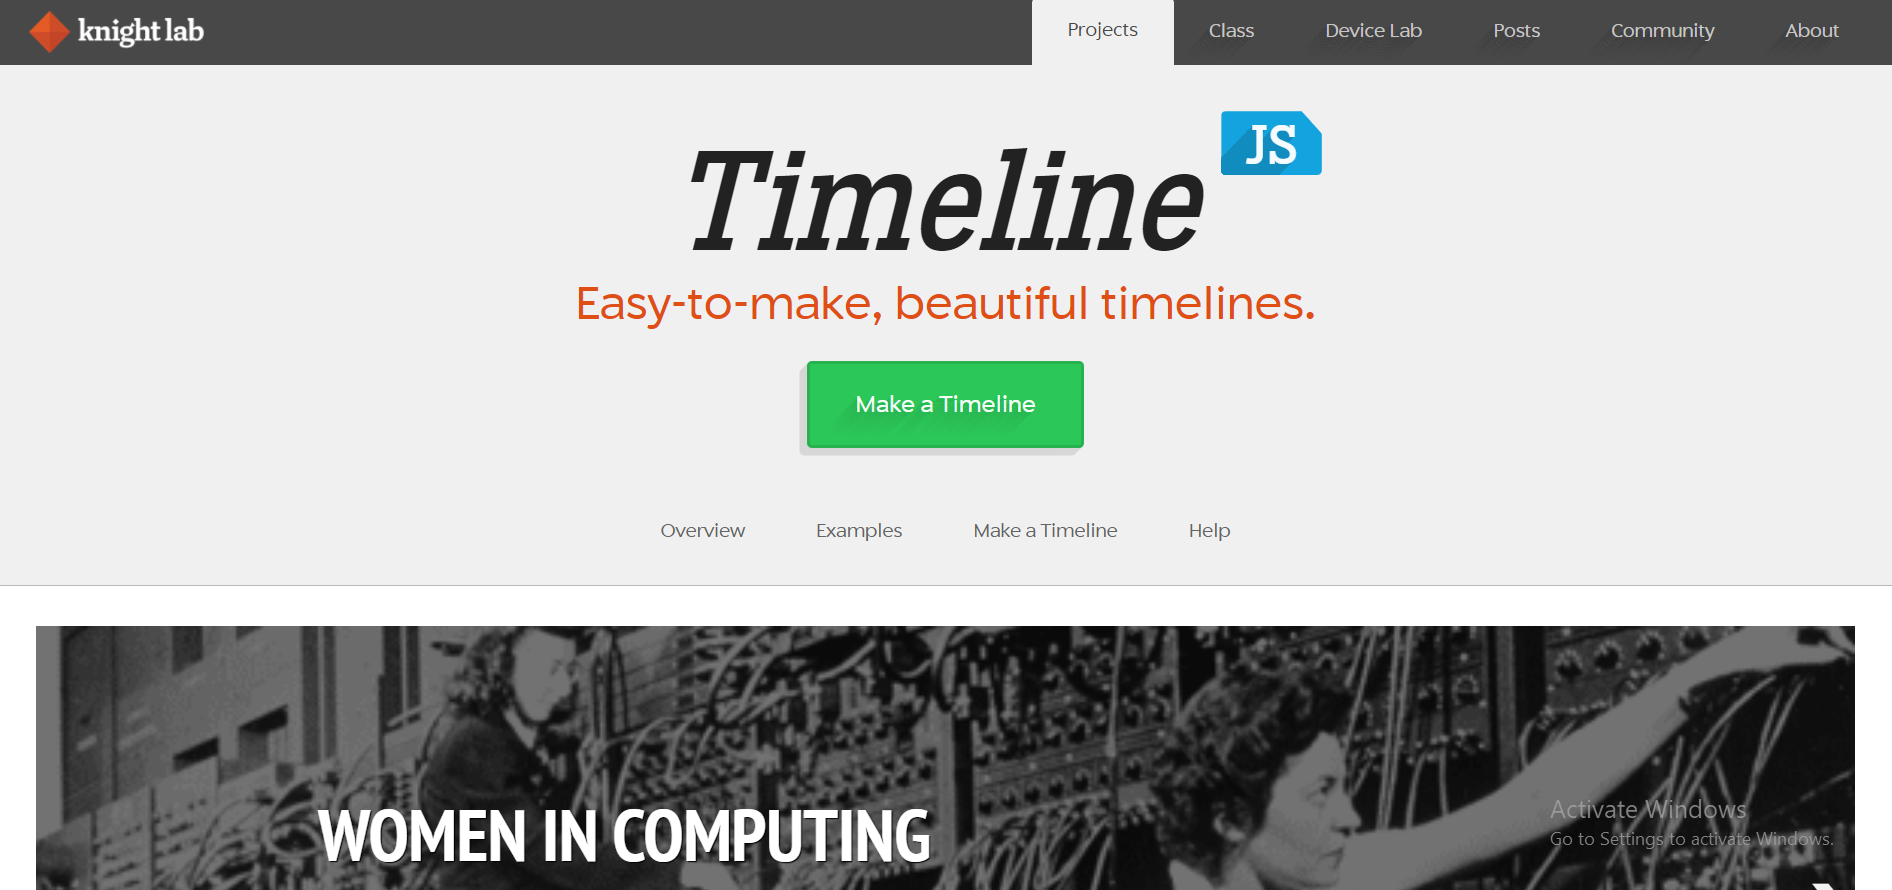 knight lab
Projects Class Device Lab Posts Community About
Timeline JS
Easy-to-make, beautiful timelines.
Make a Timeline
Overview Examples Make a Timeline Help
WOMEN IN COMPUTING
Activate Windows
Go to Settings to activate Windows.